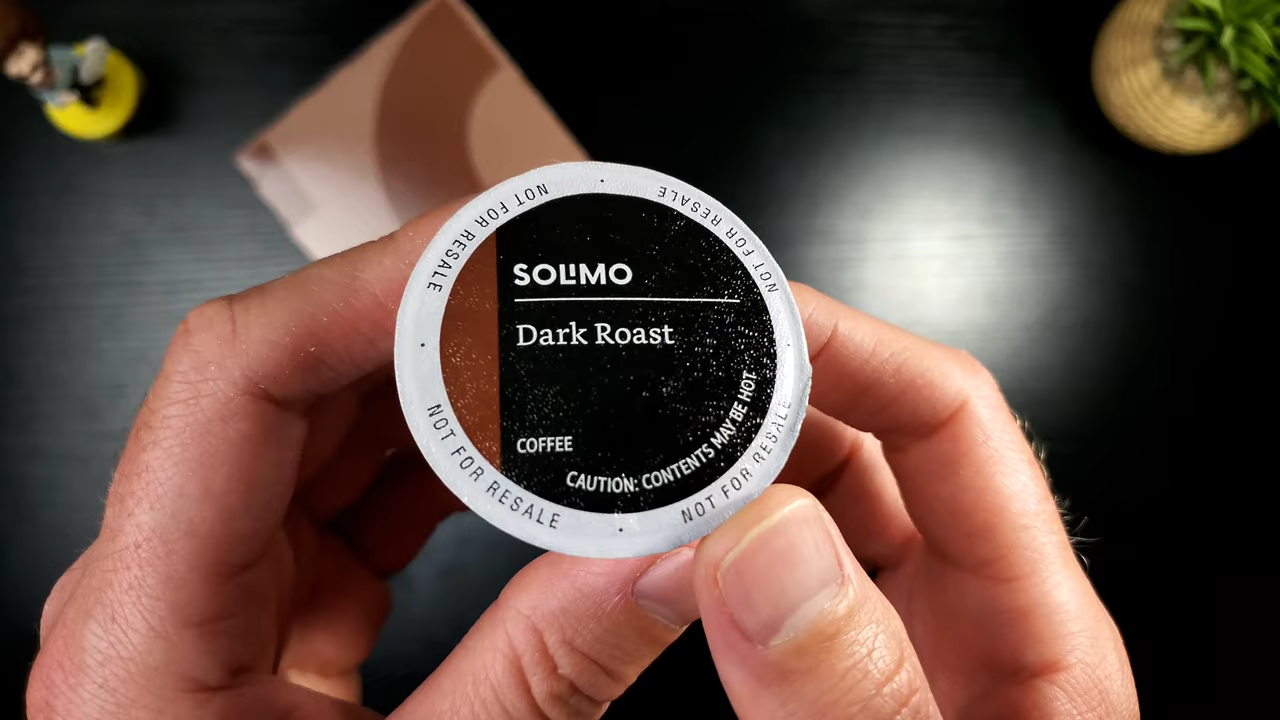 SOLIMO
Dark Roast
COFFEE
CAUTION: CONTENTS MAY BE HOT
NOT FOR RESALE
NOT FOR RESALE
NOT FOR RESALE
NOT FOR RESALE